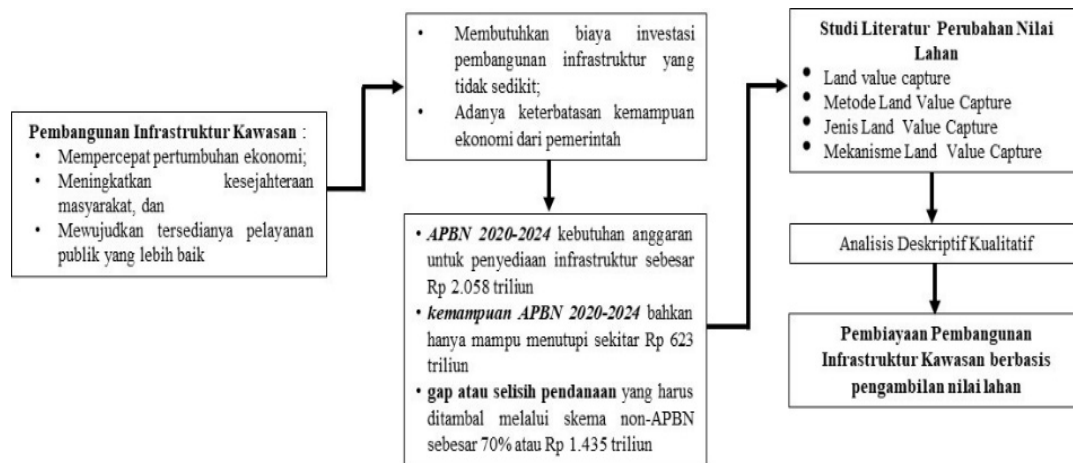 Pembangunan Infrastruktur Kawasan :
• Mempercepat pertumbuhan ekonomi;
• Meningkatkan kesejahteraan
masyarakat, dan
• Mewujudkan tersedianya pelayanan
publik yang lebih baik
• Membutuhkan biaya investasi
pembangunan infrastruktur yang
tidak sedikit;
• Adanya keterbatasan kemampuan
ekonomi dari pemerintah
• APBN 2020-2024 kebutuhan anggaran
untuk penyediaan infrastruktur sebesar
Rp 2.058 triliun
• kemampuan APBN 2020-2024 bahkan
hanya mampu menutupi sekitar Rp 623
triliun
• gap atau selisih pendanaan yang harus
ditambal melalui skema non-APBN
sebesar 70% atau Rp 1.435 triliun
Studi Literatur Perubahan Nilai
Lahan
• Land value capture
• Metode Land Value Capture
• Jenis Land Value Capture
• Mekanisme Land Value Capture
Analisis Deskriptif Kualitatif
Pembiayaan Pembangunan
Infrastruktur Kawasan berbasis
pengambilan nilai lahan